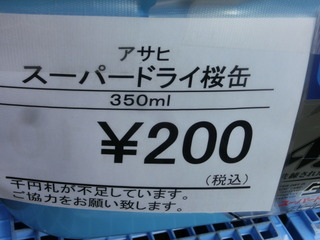 アサヒ
スーパードライ桜缶
350ml
¥200
(税込)
千円札が不足しています。
ご協力をお願い致します。